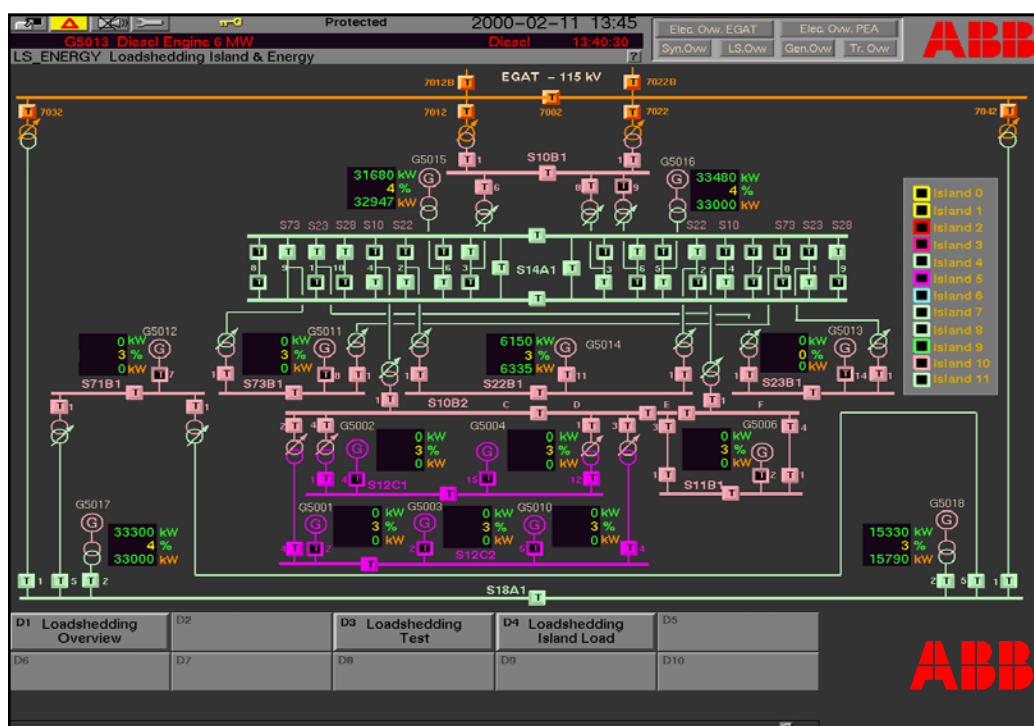 Protected 2000-02-11 13:45
Elec. Ovw. EGAT Elec. Ovw. PEA
ABB
G5013 Diesel Engine 6 MW Diesel 13:40:30
Syn.Ovw LS.Ovw Gen.Ovw Tr. Ovw
LS_ENERGY Loadshedding Island & Energy ?
EGAT - 115 kV
7012B 7022B
7032 7012 7002 7022 7042
S10B1
G5015 G5016
31680 kW
4 %
32947 kW
33480 kW
4 %
33000 kW
Island 0
Island 1
Island 2
Island 3
Island 4
Island 5
Island 6
Island 7
Island 8
Island 9
Island 10
Island 11
S73 S23 S28 S10 S22 S22 S10 S73 S23 S28
S14A1
G5012
0 kW
3 %
0 kW
G5011
0 kW
3 %
0 kW
G5014
6150 kW
3 %
6335 kW
G5013
0 kW
0 %
0 kW
S71B1 S73B1 S22B1 S23B1
S10B2 C D E F
G5002
0 kW
3 %
0 kW
G5004
0 kW
3 %
0 kW
G5006
0 kW
3 %
0 kW
S12C1 S11B1
G5001
0 kW
3 %
0 kW
G5003
0 kW
3 %
0 kW
G5010
0 kW
3 %
0 kW
S12C2
G5017
33300 kW
4 %
33000 kW
G5018
15330 kW
3 %
15790 kW
S18A1
D1 Loadshedding Overview
D2
D3 Loadshedding Test
D4 Loadshedding Island Load
D5
D6 D7 D8 D9 D10
ABB